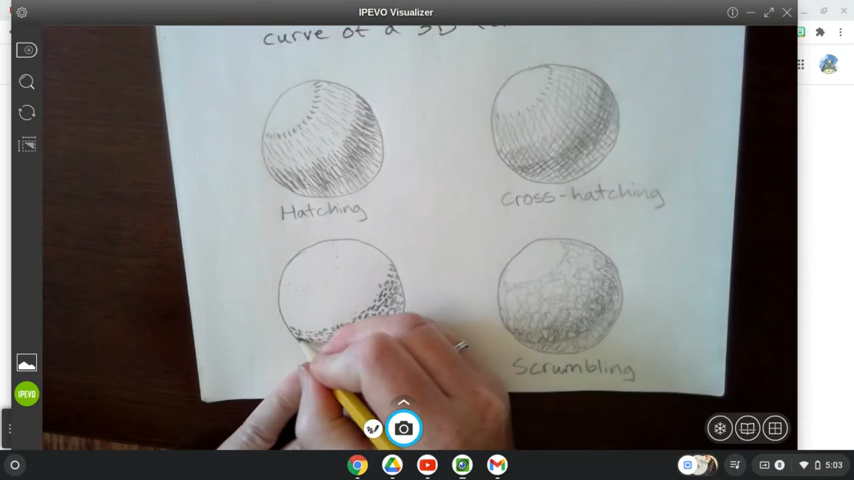 IPEVO Visualizer
curve of a 3D
Hatching
Cross-hatching
Scrumbling
IPEVO
5:03